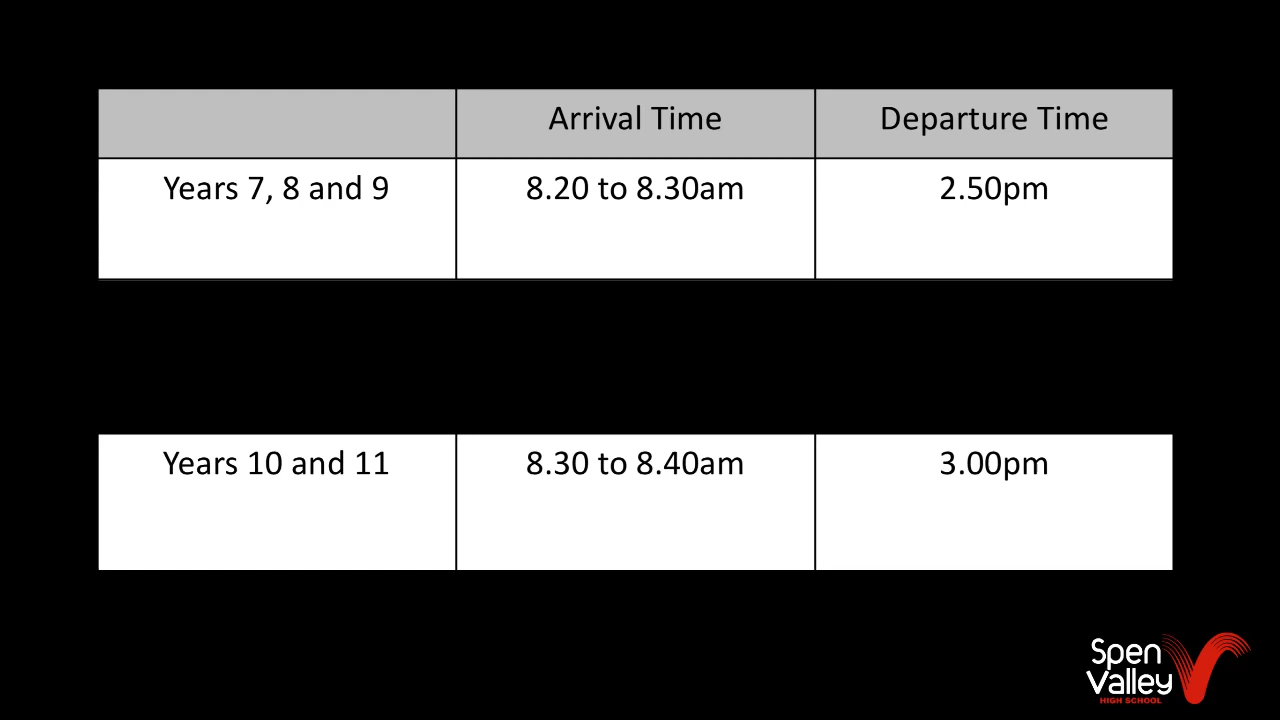 Arrival Time
Departure Time
Years 7, 8 and 9
8.20 to 8.30am
2.50pm
Years 10 and 11
8.30 to 8.40am
3.00pm
Spen
Valley
HIGH SCHOOL